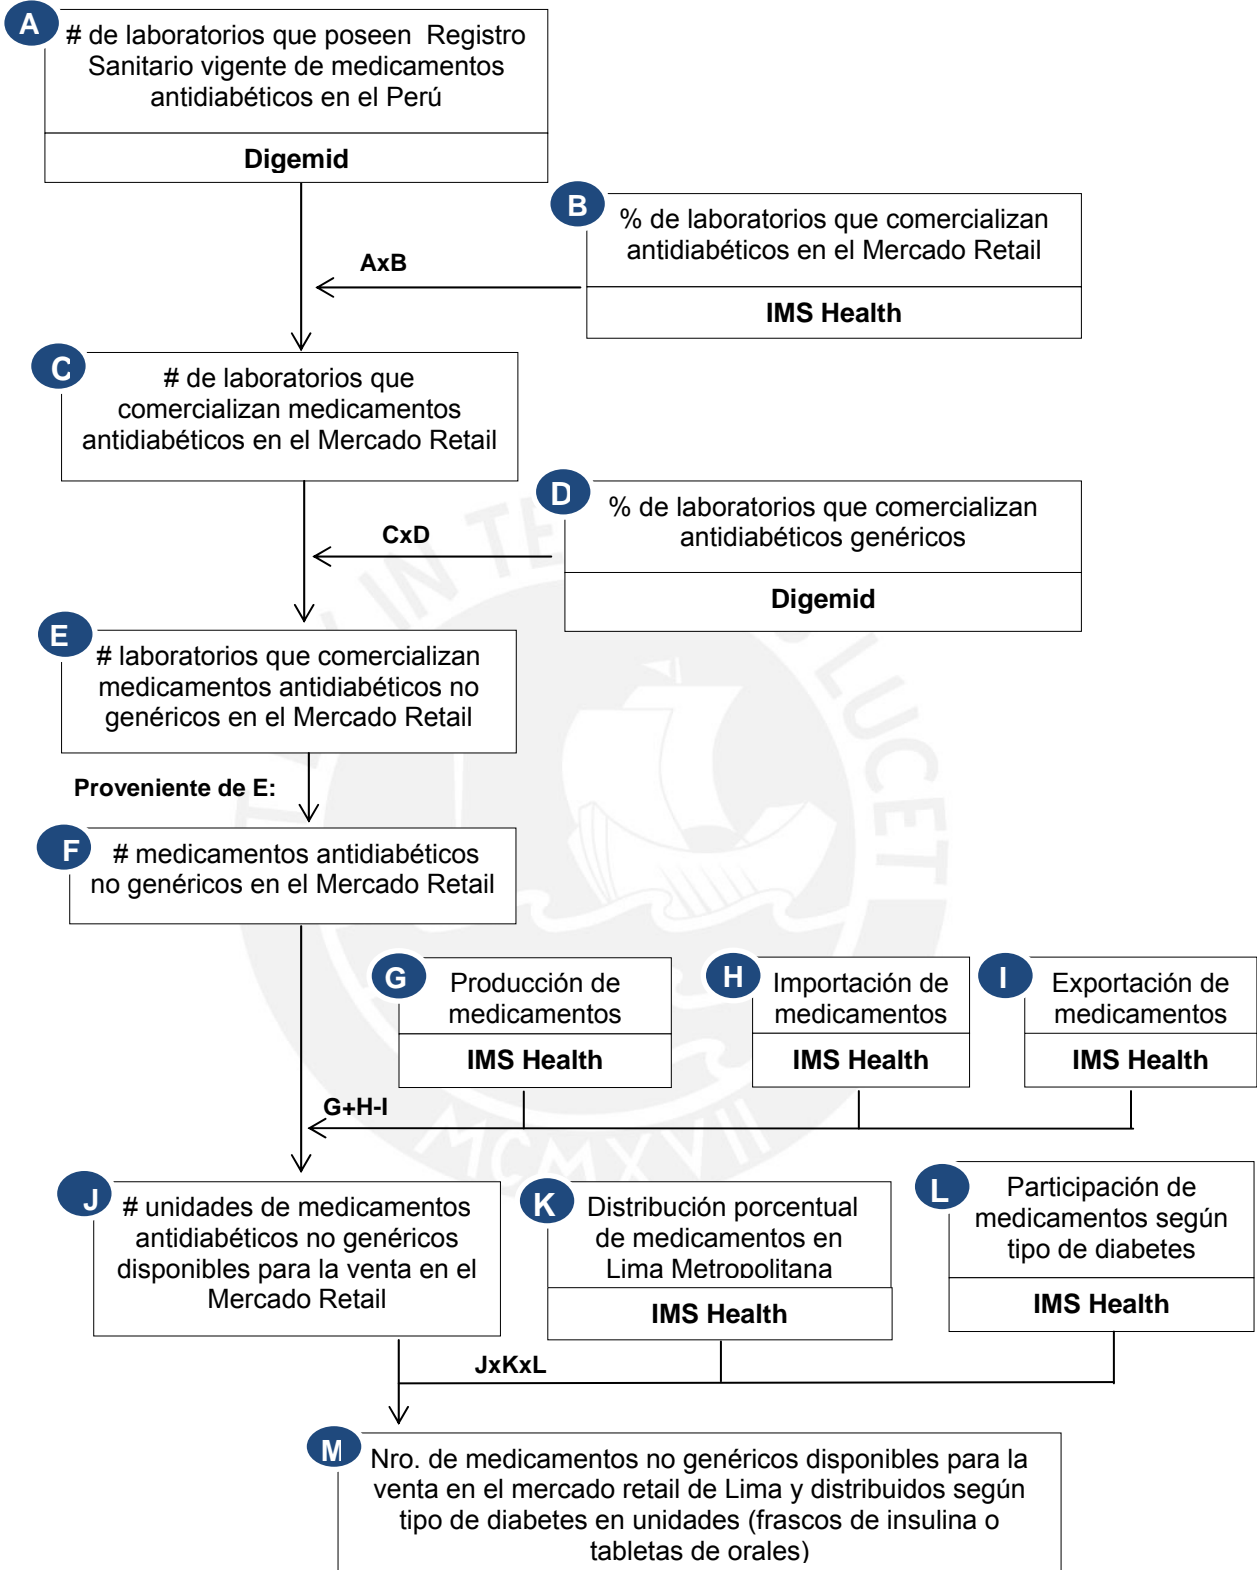 A
# de laboratorios que poseen Registro
Sanitario vigente de medicamentos
antidiabéticos en el Perú
Digemid
B
% de laboratorios que comercializan
antidiabéticos en el Mercado Retail
IMS Health
AxB
C
# de laboratorios que
comercializan medicamentos
antidiabéticos en el Mercado Retail
D
% de laboratorios que comercializan
antidiabéticos genéricos
Digemid
CxD
E
# laboratorios que comercializan
medicamentos antidiabéticos no
genéricos en el Mercado Retail
Proveniente de E:
F
# medicamentos antidiabéticos
no genéricos en el Mercado Retail
G
Producción de
medicamentos
IMS Health
H
Importación de
medicamentos
IMS Health
I
Exportación de
medicamentos
IMS Health
G+H-I
J
# unidades de medicamentos
antidiabéticos no genéricos
disponibles para la venta en el
Mercado Retail
K
Distribución porcentual
de medicamentos en
Lima Metropolitana
IMS Health
L
Participación de
medicamentos según
tipo de diabetes
IMS Health
JxKxL
M
Nro. de medicamentos no genéricos disponibles para la
venta en el mercado retail de Lima y distribuidos según
tipo de diabetes en unidades (frascos de insulina o
tabletas de orales)
MCMXVII